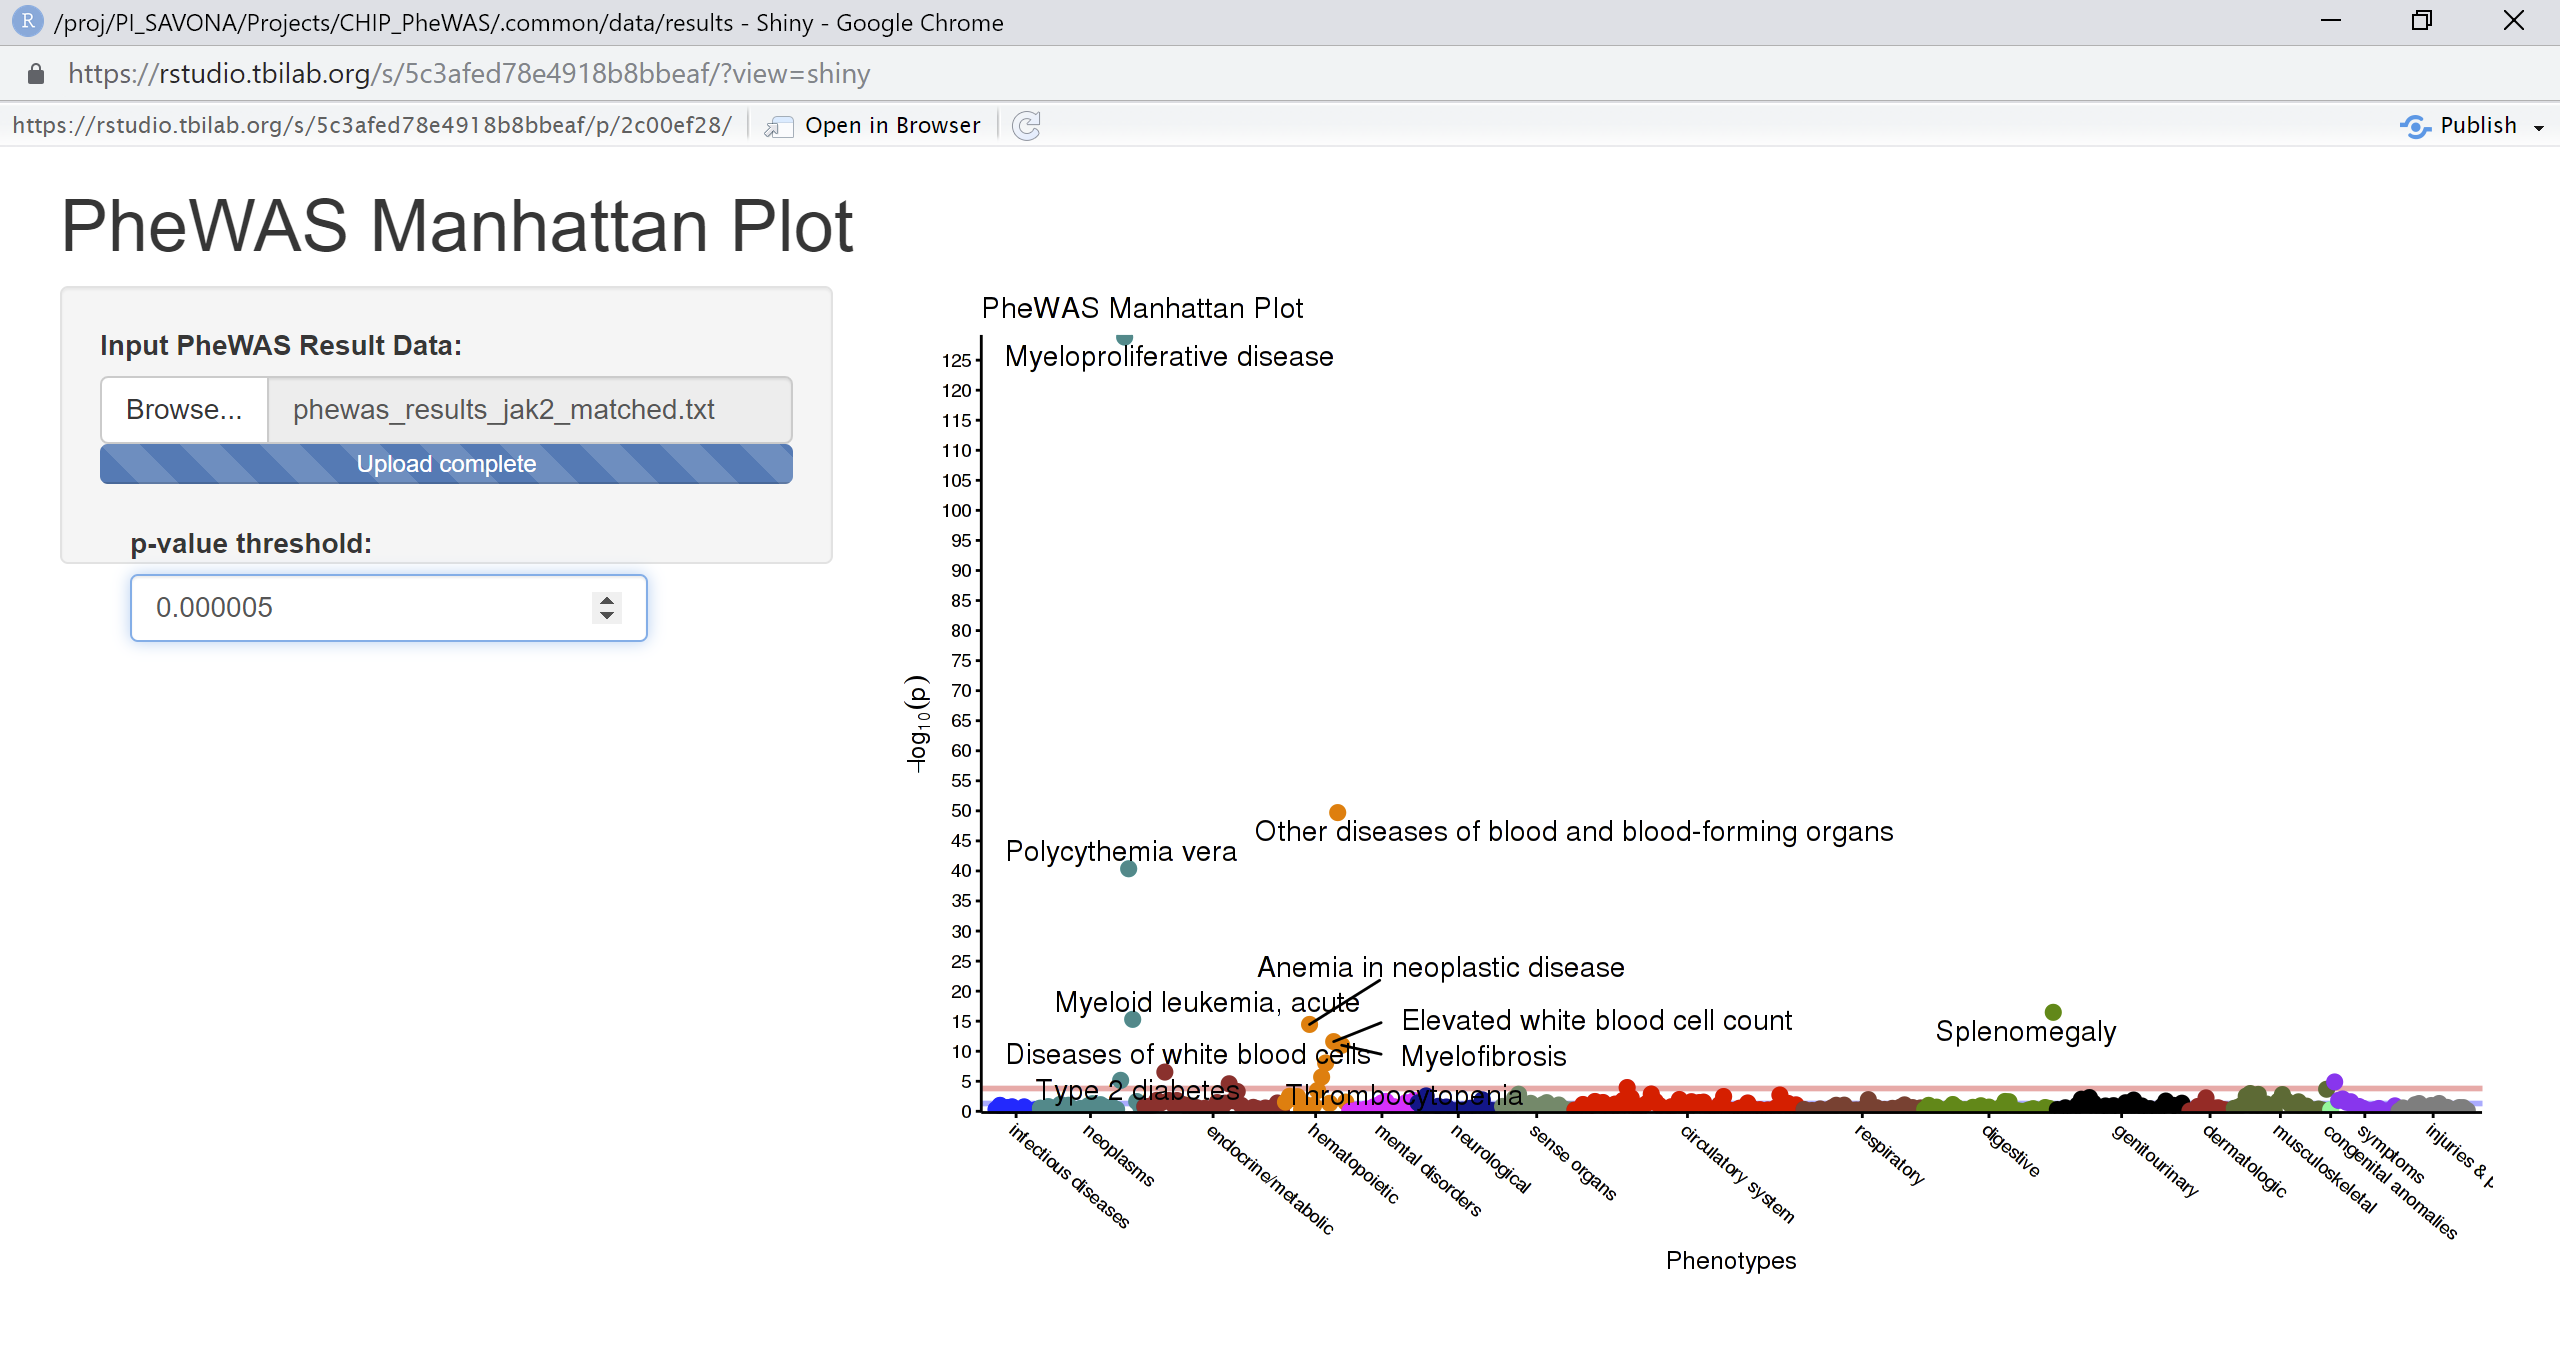 R /proj/PI_SAVONA/Projects/CHIP_PheWAS/.common/data/results - Shiny - Google Chrome
https://rstudio.tbilab.org/s/5c3afed78e4918b8bbeaf/?view=shiny
https://rstudio.tbilab.org/s/5c3afed78e4918b8bbeaf/p/2c00ef28/ Open in Browser Publish
PheWAS Manhattan Plot
Input PheWAS Result Data:
Browse... phewas_results_jak2_matched.txt
Upload complete
p-value threshold:
0.000005
PheWAS Manhattan Plot
-log10(p)
125
120
115
110
105
100
95
90
85
80
75
70
65
60
55
50
45
40
35
30
25
20
15
10
5
0
Myeloproliferative disease
Other diseases of blood and blood-forming organs
Polycythemia vera
Anemia in neoplastic disease
Myeloid leukemia, acute
Elevated white blood cell count
Splenomegaly
Diseases of white blood cells
Myelofibrosis
Type 2 diabetes
Thrombocytopenia
infectious diseases
neoplasms
endocrine/metabolic
hematopoietic
mental disorders
neurological
sense organs
circulatory system
respiratory
digestive
genitourinary
dermatologic
musculoskeletal
congenital anomalies
symptoms
injuries &
Phenotypes